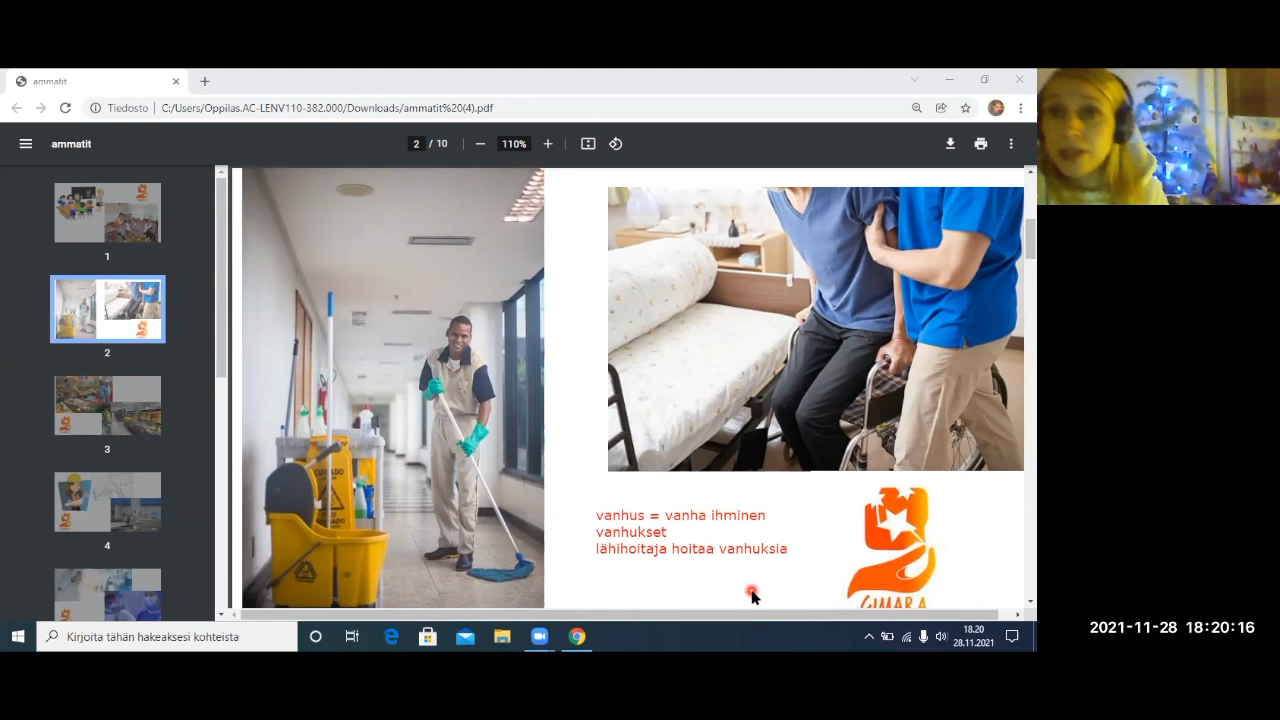 ammatit
Tiedosto
C:/Users/Oppilas.AC-LENV110-382.000/Downloads/ammatit%20(4).pdf
ammatit
2 / 10
110%
1
2
3
4
CUIDADO
vanhus = vanha ihminen
vanhukset
lähihoitaja hoitaa vanhuksia
GIMARA
Kirjoita tähän hakeaksesi kohteista
18.20
28.11.2021
2021-11-28 18:20:16